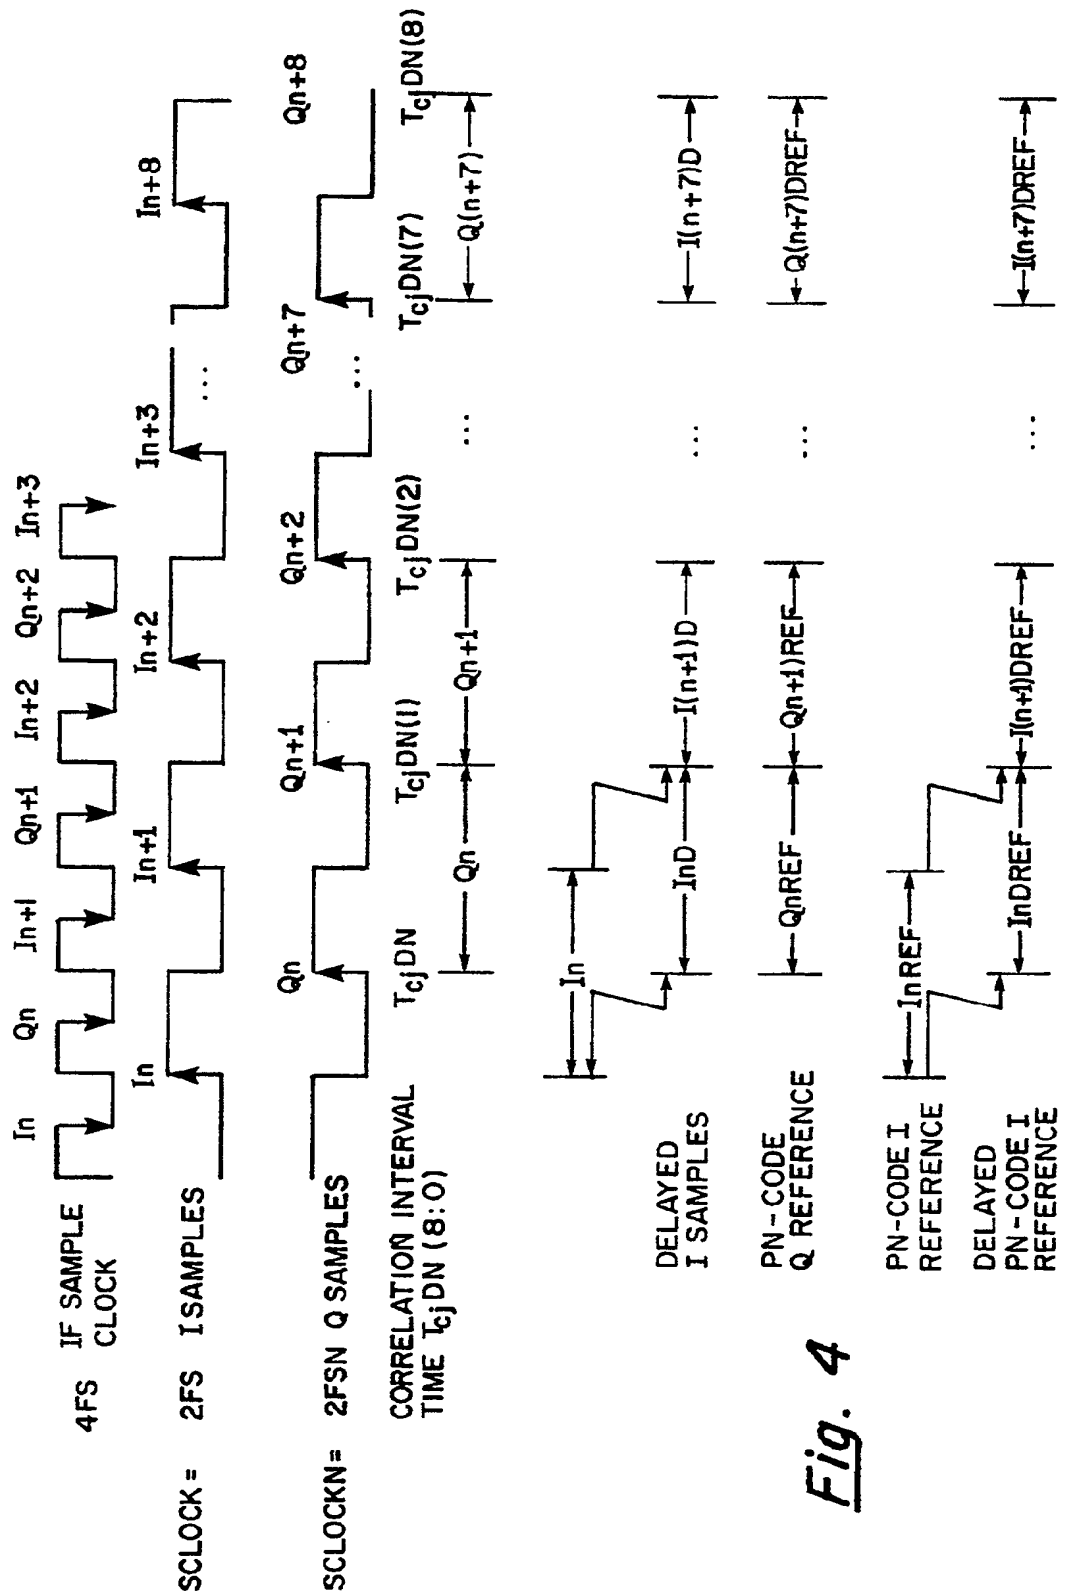 4FS IF SAMPLE
CLOCK
In Qn In+1 Qn+1 In+2 Qn+2 In+3
SCLOCK = 2FS I SAMPLES
In In+1 In+2 In+3 ... In+8
SCLOCKN = 2FSN Q SAMPLES
Qn Qn+1 Qn+2 ... Qn+7 Qn+8
CORRELATION INTERVAL
TIME TcjDN (8:0)
TcjDN TcjDN(1) TcjDN(2) TcjDN(7) TcjDN(8)
Qn Qn+1 ... Q(n+7)
In
DELAYED
I SAMPLES
InD I(n+1)D ... I(n+7)D
PN-CODE
Q REFERENCE
QnREF Qn+1)REF ... Q(n+7)DREF
PN-CODE I
REFERENCE
InREF
DELAYED
PN-CODE I
REFERENCE
InDREF I(n+1)DREF ... I(n+7)DREF
Fig. 4